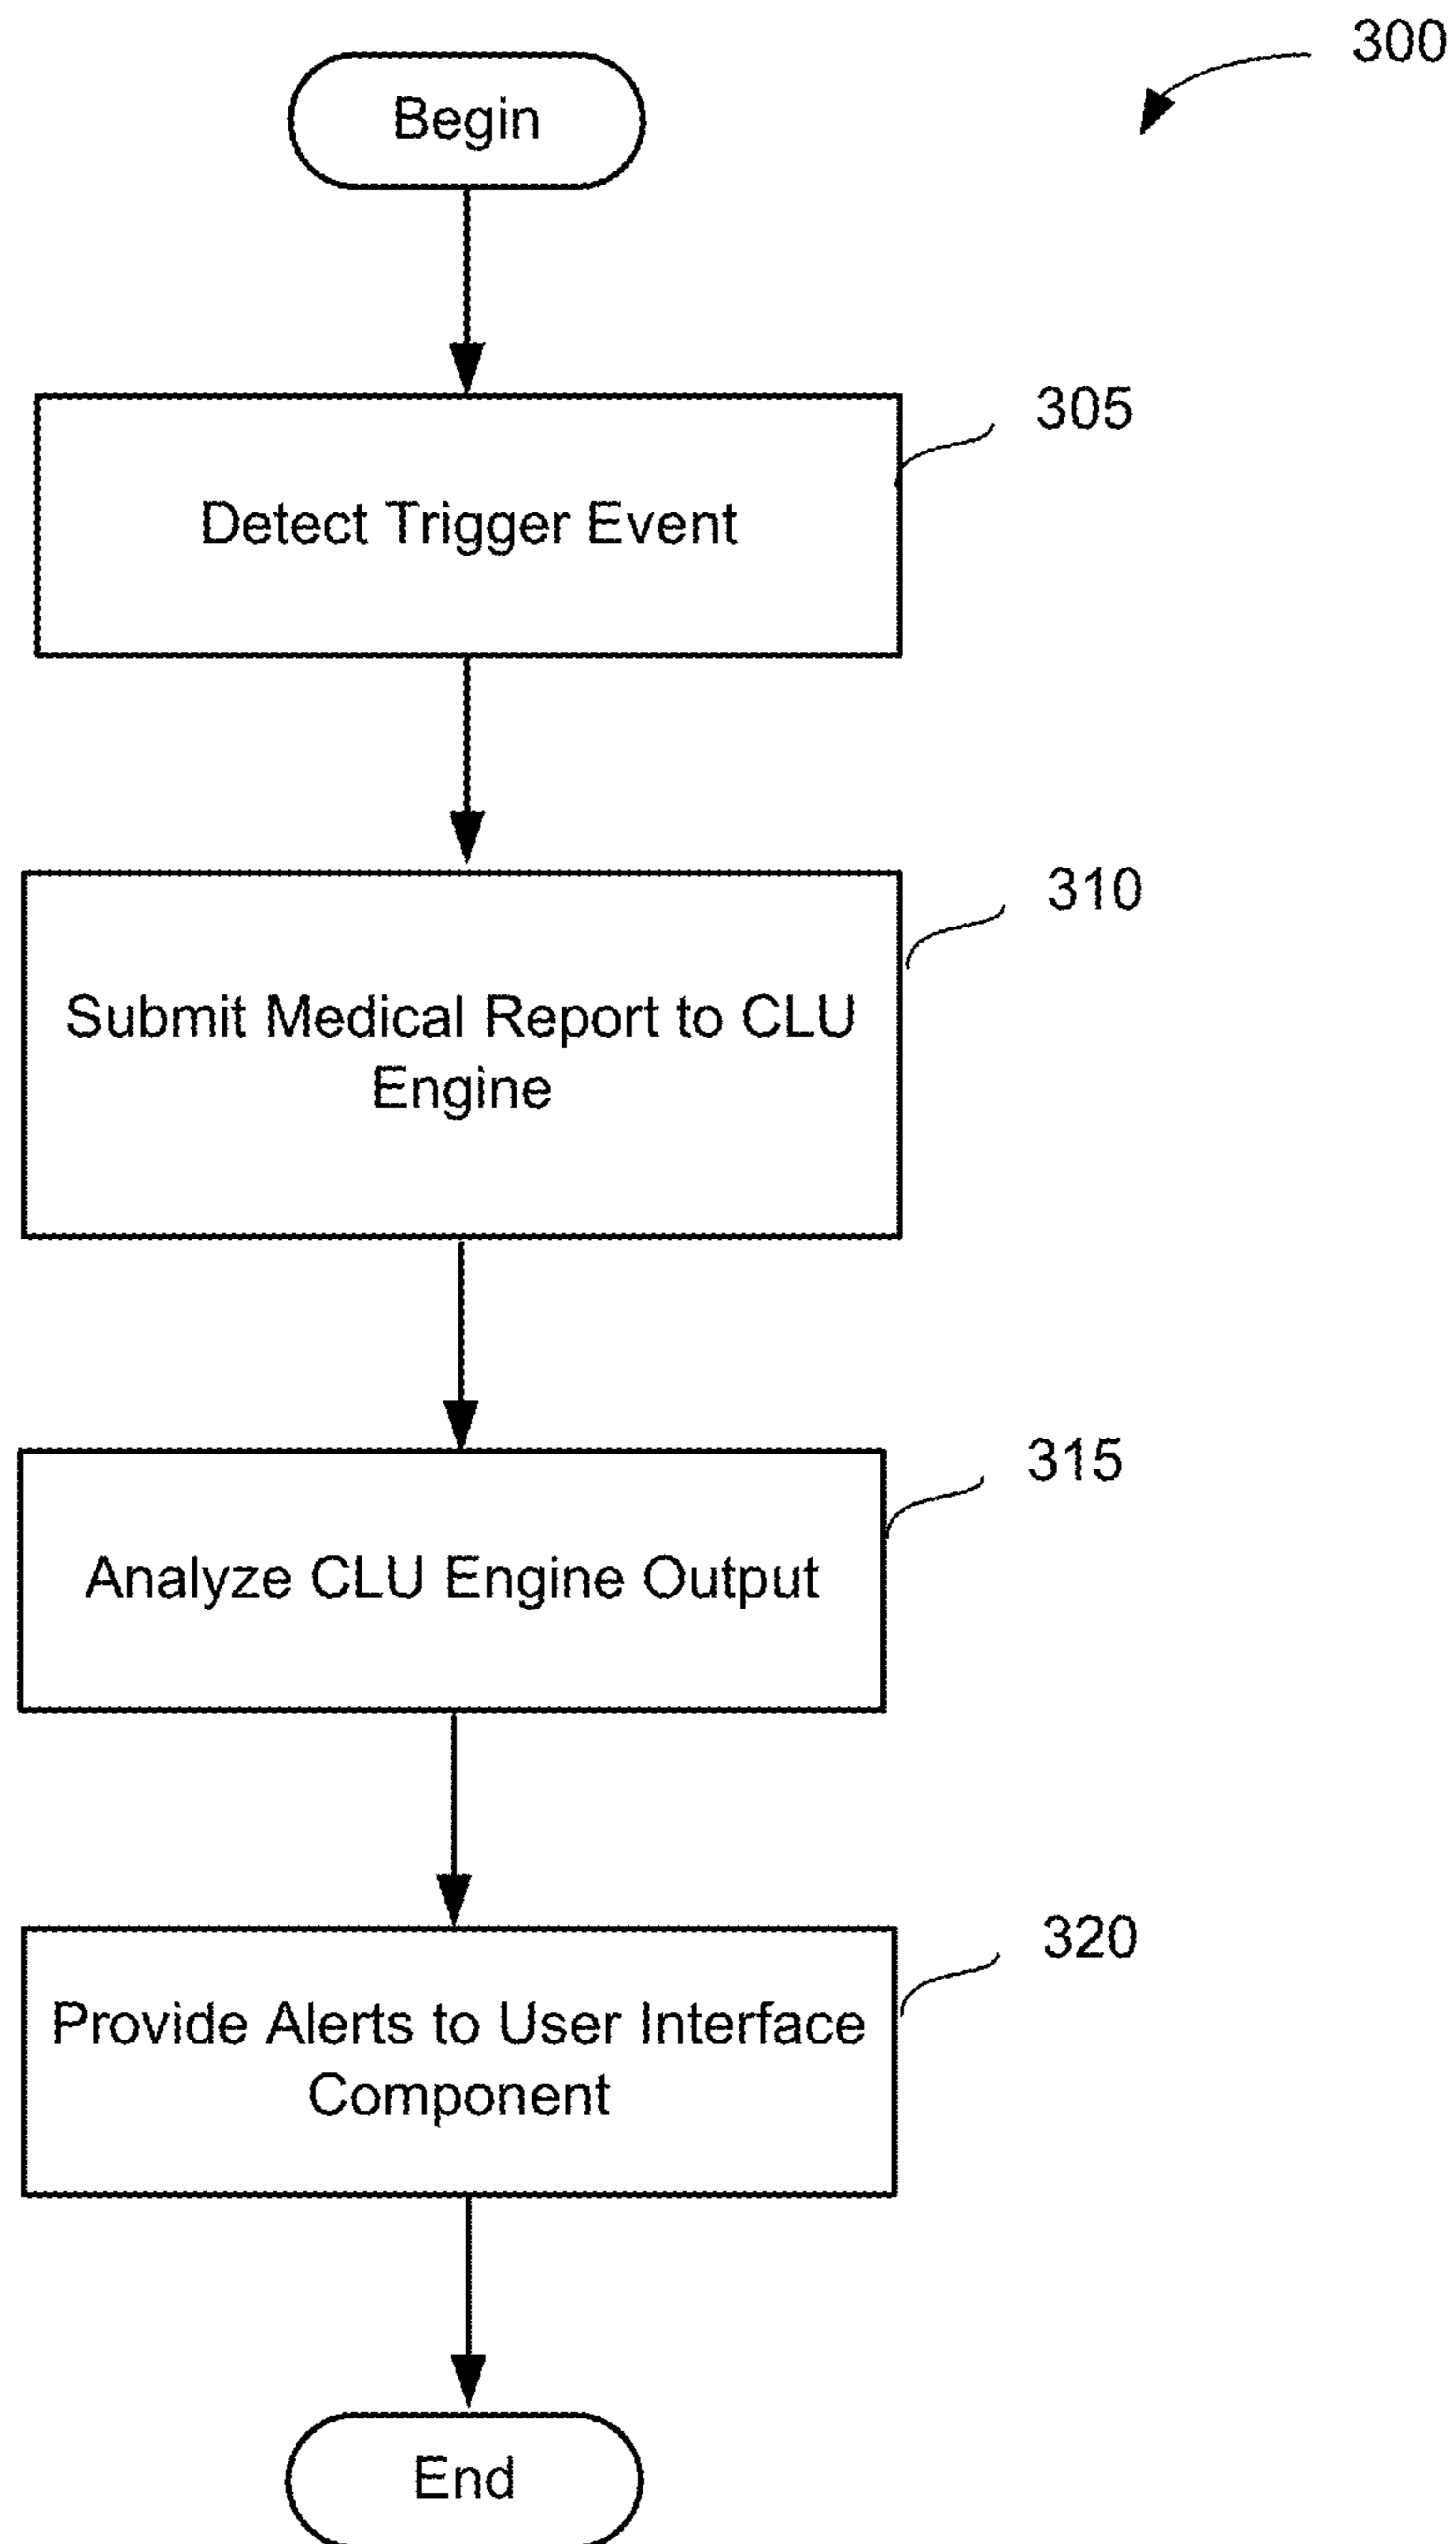 300
Begin
305
Detect Trigger Event
310
Submit Medical Report to CLU
Engine
315
Analyze CLU Engine Output
320
Provide Alerts to User Interface
Component
End